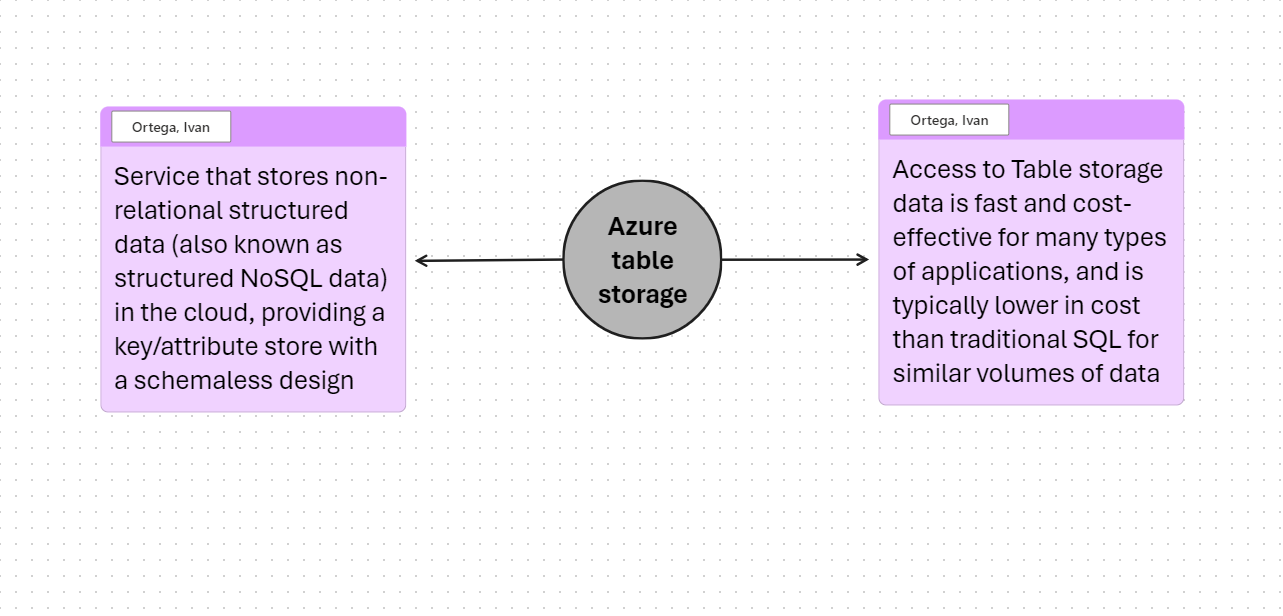 Ortega, Ivan
Service that stores non-
relational structured
data (also known as
structured NoSQL data)
in the cloud, providing a
key/attribute store with
a schemaless design
Azure
table
storage
Ortega, Ivan
Access to Table storage
data is fast and cost-
effective for many types
of applications, and is
typically lower in cost
than traditional SQL for
similar volumes of data